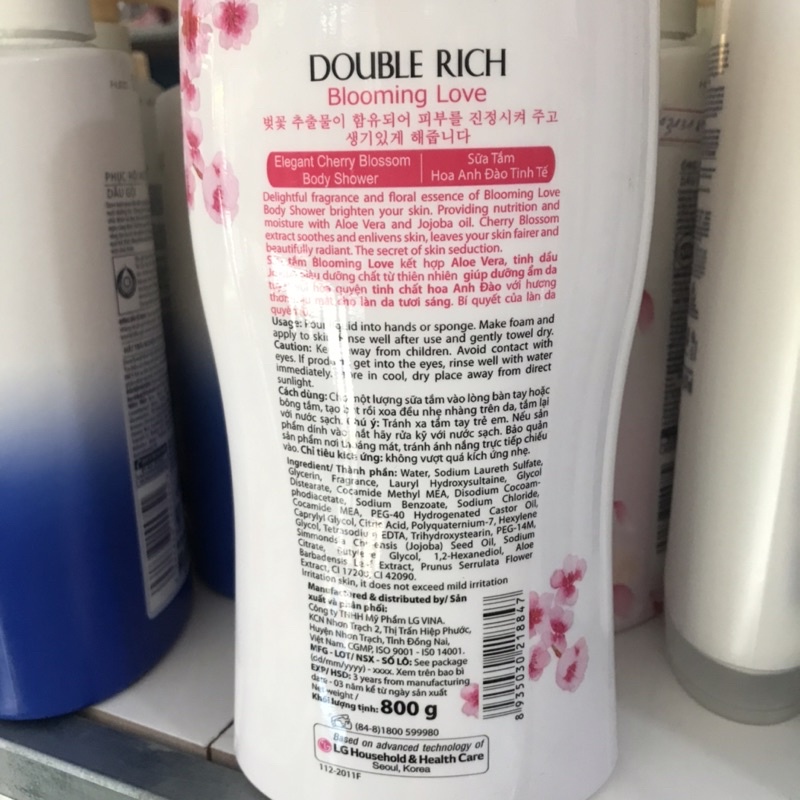 DOUBLE RICH
Blooming Love
벚꽃 추출물이 함유되어 피부를 진정시켜 주고
생기있게 해줍니다
Elegant Cherry Blossom
Body Shower
Sữa Tắm
Hoa Anh Đào Tinh Tế
Delightful fragrance and floral essence of Blooming Love
Body Shower brighten your skin. Providing nutrition and
moisture with Aloe Vera and Jojoba oil. Cherry Blossom
extract soothes and enlivens skin, leaves your skin fairer and
beautifully radiant. The secret of skin seduction.
Sữa tắm Blooming Love kết hợp Aloe Vera, tinh dầu
dưỡng chất từ thiên nhiên giúp dưỡng ẩm da
quyện tinh chất hoa Anh Đào với hương
mát cho làn da tươi sáng. Bí quyết của làn da
Usage: Pour liquid into hands or sponge. Make foam and
apply to skin. Rinse well after use and gently towel dry.
Caution: Keep away from children. Avoid contact with
eyes. If product get into the eyes, rinse well with water
immediately. Store in cool, dry place away from direct
sunlight.
Cách dùng: Cho một lượng sữa tắm vào lòng bàn tay hoặc
bông tắm, tạo bọt rồi xoa đều nhẹ nhàng trên da, tắm lại
với nước sạch. Chú ý: Tránh xa tầm tay trẻ em. Nếu sản
phẩm dính vào mắt hãy rửa kỹ với nước sạch. Bảo quản
sản phẩm nơi thoáng mát, tránh ánh nắng trực tiếp chiếu
vào. Chỉ tiêu kích ứng: không vượt quá kích ứng nhẹ.
Ingredient/ Thành phần: Water, Sodium Laureth Sulfate,
Glycerin, Fragrance, Lauryl Hydroxysultaine, Glycol
Distearate, Cocamide Methyl MEA, Disodium Cocoam-
phodiacetate, Sodium Benzoate, Sodium Chloride,
Cocamide MEA, PEG-40 Hydrogenated Castor Oil,
Caprylyl Glycol, Citric Acid, Polyquaternium-7, Hexylene
Glycol, Tetrasodium EDTA, Trihydroxystearin, PEG-14M,
Simmondsia Chinensis (Jojoba) Seed Oil, Sodium
Citrate, Butylene Glycol, 1,2-Hexanediol, Aloe
Barbadensis Leaf Extract, Prunus Serrulata Flower
Extract, CI 17200, CI 42090.
Irritation skin, it does not exceed mild irritation
Manufactured & distributed by/ Sản
xuất và phân phối:
Công ty TNHH Mỹ Phẩm LG VINA.
KCN Nhơn Trạch 2, Thị Trấn Hiệp Phước,
Huyện Nhơn Trạch, Tỉnh Đồng Nai,
Việt Nam. CGMP, ISO 9001 - ISO 14001.
MFG - LOT/ NSX - SỐ LÔ: See package
(dd/mm/yyyy) - xxxx. Xem trên bao bì
EXP/ HSD: 3 years from manufacturing
date - 03 năm kể từ ngày sản xuất
Net weight /
Khối lượng tịnh: 800 g
8 935030 218847
(84-8)1800 599980
Based on advanced technology of
LG Household & Health Care
Seoul, Korea
112-2011F